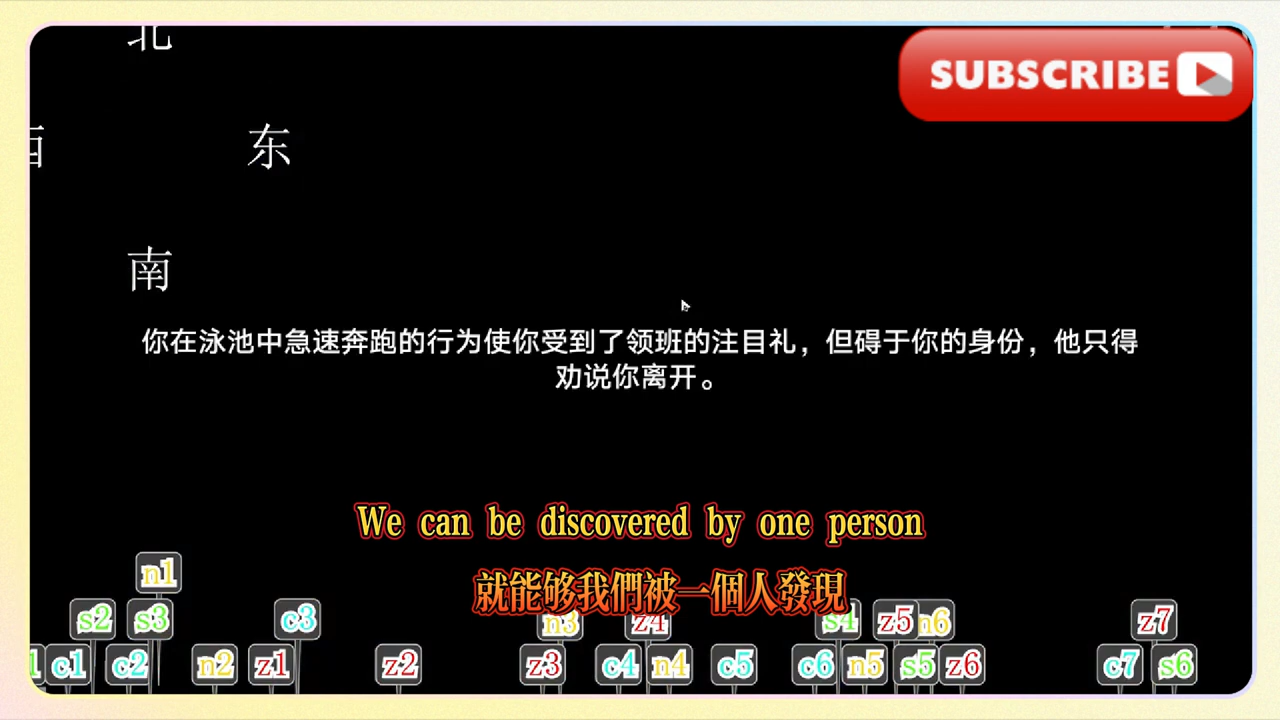 北
SUBSCRIBE
西
东
南
你在泳池中急速奔跑的行为使你受到了领班的注目礼，但碍于你的身份，他只得
劝说你离开。
We can be discovered by one person
就能够我們被一個人發現
n1
s2 s3 c3 n3 z4 s4 z5 n6 z7
1 c1 c2 n2 z1 z2 z3 c4 n4 c5 c6 n5 s5 z6 c7 s6